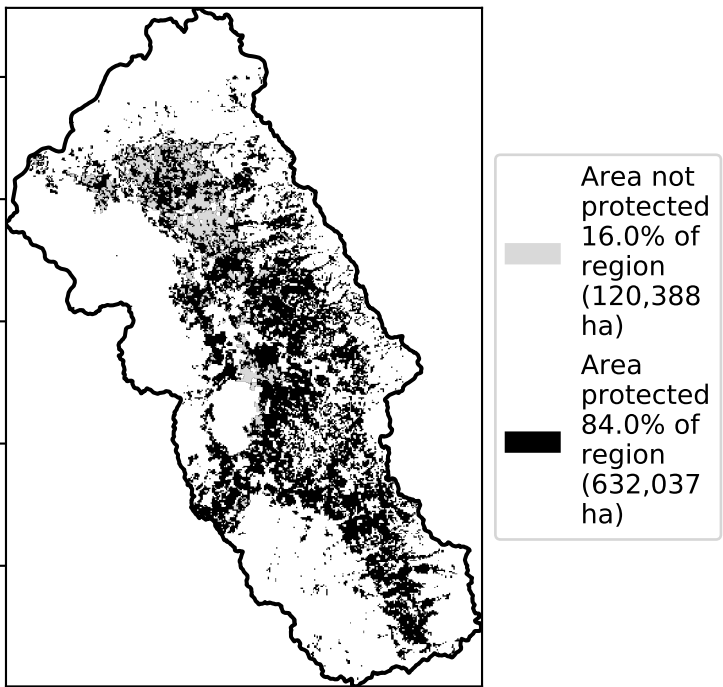 Area not
protected
16.0% of
region
(120,388
ha)
Area
protected
84.0% of
region
(632,037
ha)